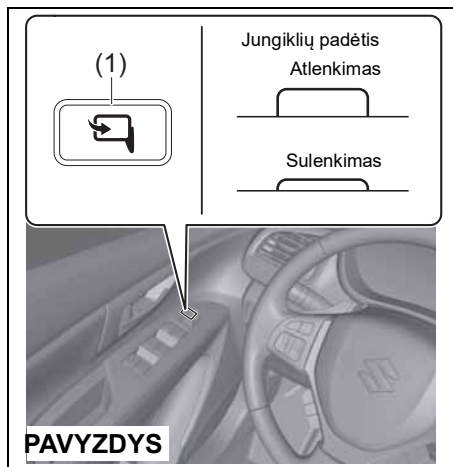 (1)
Jungiklių padėtis
Atlenkimas
Sulenkimas
PAVYZDYS